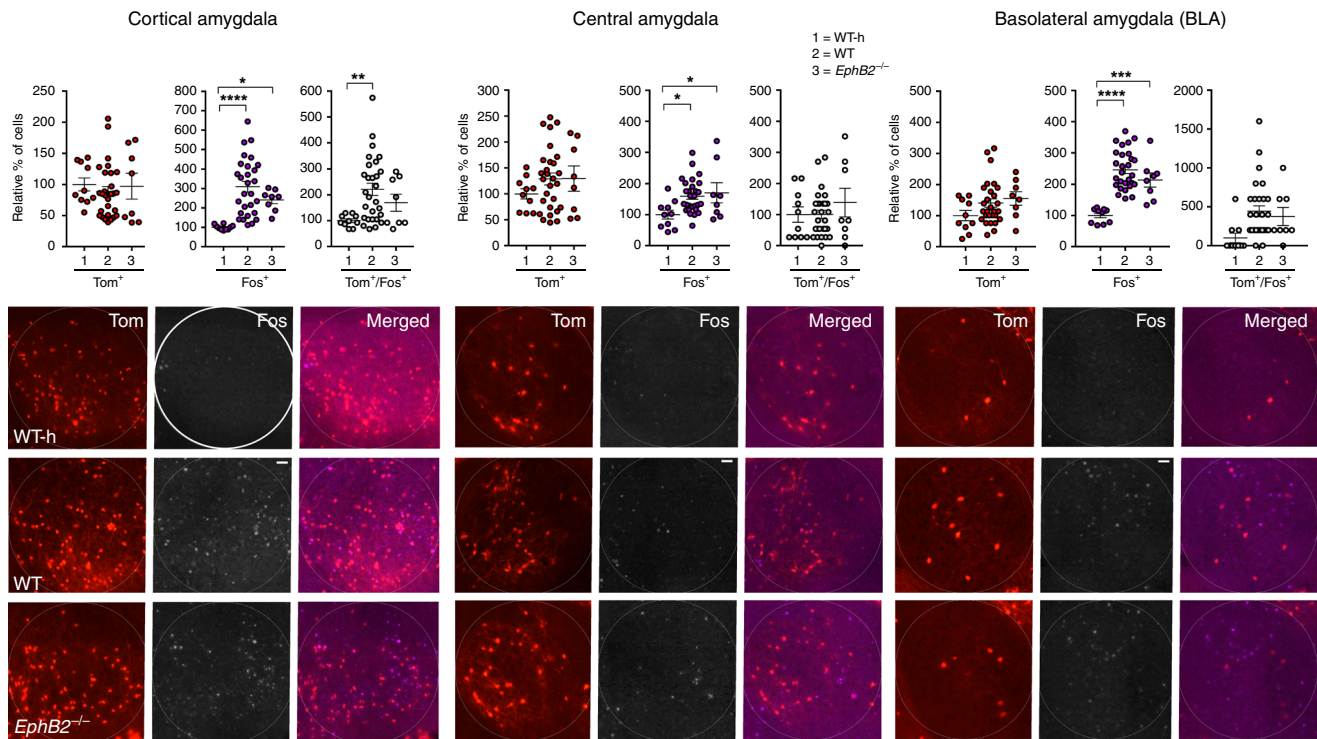 Cortical amygdala
Central amygdala
Basolateral amygdala (BLA)
1 = WT-h
2 = WT
3 = EphB2–/–
Relative % of cells
250
200
150
100
50
0
1 2 3
Tom+
*
****
800
700
600
500
400
300
200
100
0
1 2 3
Fos+
**
600
500
400
300
200
100
0
1 2 3
Tom+/Fos+
Relative % of cells
250
200
150
100
50
0
1 2 3
Tom+
*
*
500
400
300
200
100
0
1 2 3
Fos+
500
400
300
200
100
0
1 2 3
Tom+/Fos+
Relative % of cells
500
400
300
200
100
0
1 2 3
Tom+
***
****
500
400
300
200
100
0
1 2 3
Fos+
2000
1500
1000
500
0
1 2 3
Tom+/Fos+
Tom Fos Merged Tom Fos Merged Tom Fos Merged
WT-h
WT
EphB2–/–